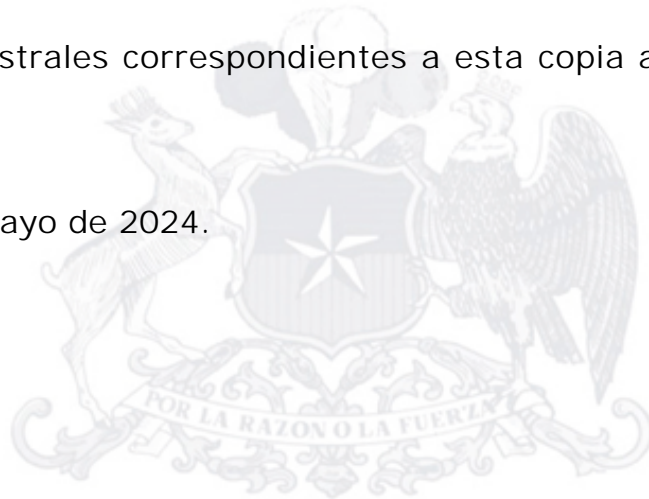 strales correspondientes a esta copia a
ayo de 2024.
POR LA RAZON O LA FUERZA